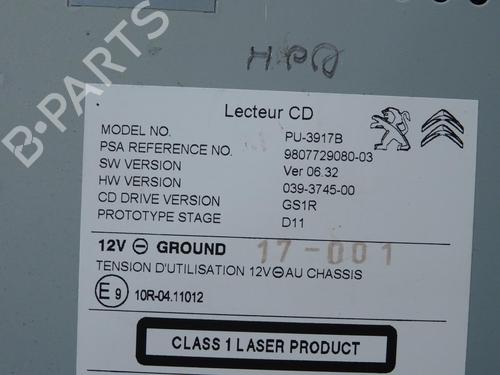 HPD
Lecteur CD
MODEL NO. PU-3917B
PSA REFERENCE NO. 9807729080-03
SW VERSION Ver 06.32
HW VERSION 039-3745-00
CD DRIVE VERSION GS1R
PROTOTYPE STAGE D11
12V ⊖ GROUND 17-001
TENSION D'UTILISATION 12V⊖AU CHASSIS
E9 10R-04.11012
CLASS 1 LASER PRODUCT
B-PARTS